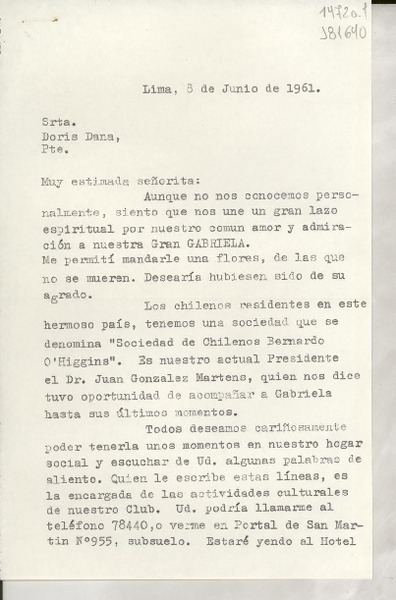 1472a.1
J81640
Lima, 8 de Junio de 1961.
Srta.
Doris Dana,
Pte.
Muy estimada señorita:
Aunque no nos conocemos perso-
nalmente, siento que nos une un gran lazo
espiritual por nuestro comun amor y admira-
ción a nuestra Gran GABRIELA.
Me permití mandarle una flores, de las que
no se mueren. Desearía hubiesen sido de su
agrado.
Los chilenos residentes en este
hermoso país, tenemos una sociedad que se
denomina "Sociedad de Chilenos Bernardo
O'Higgins". Es nuestro actual Presidente
el Dr. Juan Gonzalez Martens, quien nos dice
tuvo oportunidad de acompañar a Gabriela
hasta sus últimos momentos.
Todos deseamos cariñosamente
poder tenerla unos momentos en nuestro hogar
social y escuchar de Ud. algunas palabras de
aliento. Quien le escribe estas líneas, es
la encargada de las actividades culturales
de nuestro Club. Ud. podría llamarme al
teléfono 78440,o verme en Portal de San Mar-
tin Nº955, subsuelo. Estaré yendo al Hotel